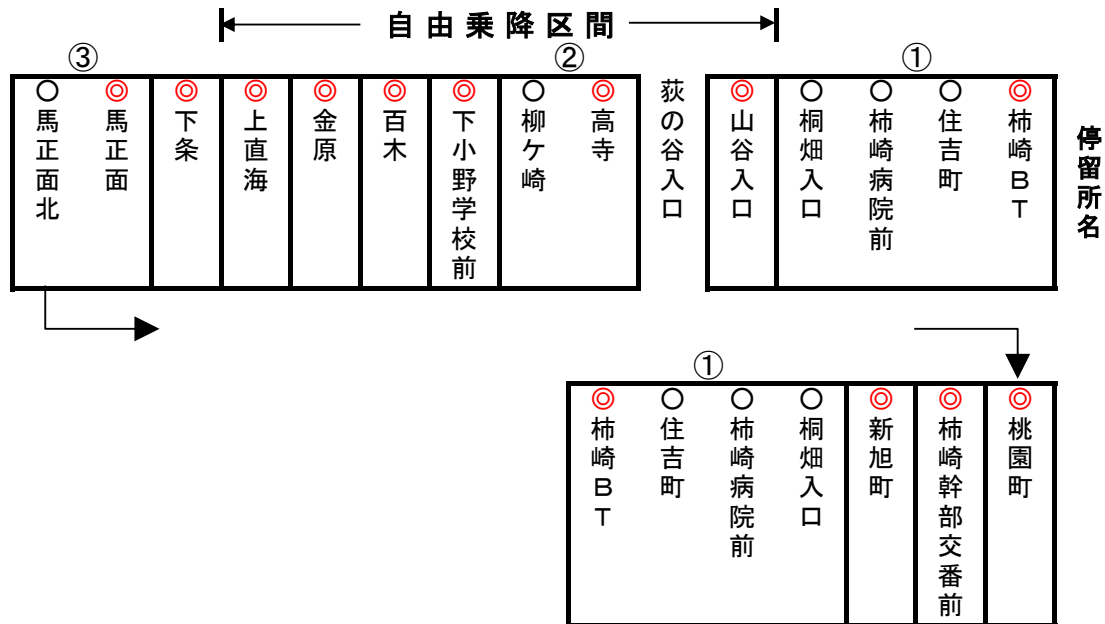 自由乗降区間
停留所名
①
◎柿崎BT
○住吉町
○柿崎病院前
○桐畑入口
◎山谷入口
荻の谷入口
②
◎高寺
○柳ケ崎
◎下小野学校前
◎百木
◎金原
◎上直海
◎下条
③
◎馬正面
○馬正面北
◎桃園町
◎柿崎幹部交番前
◎新旭町
①
○桐畑入口
○柿崎病院前
○住吉町
◎柿崎BT